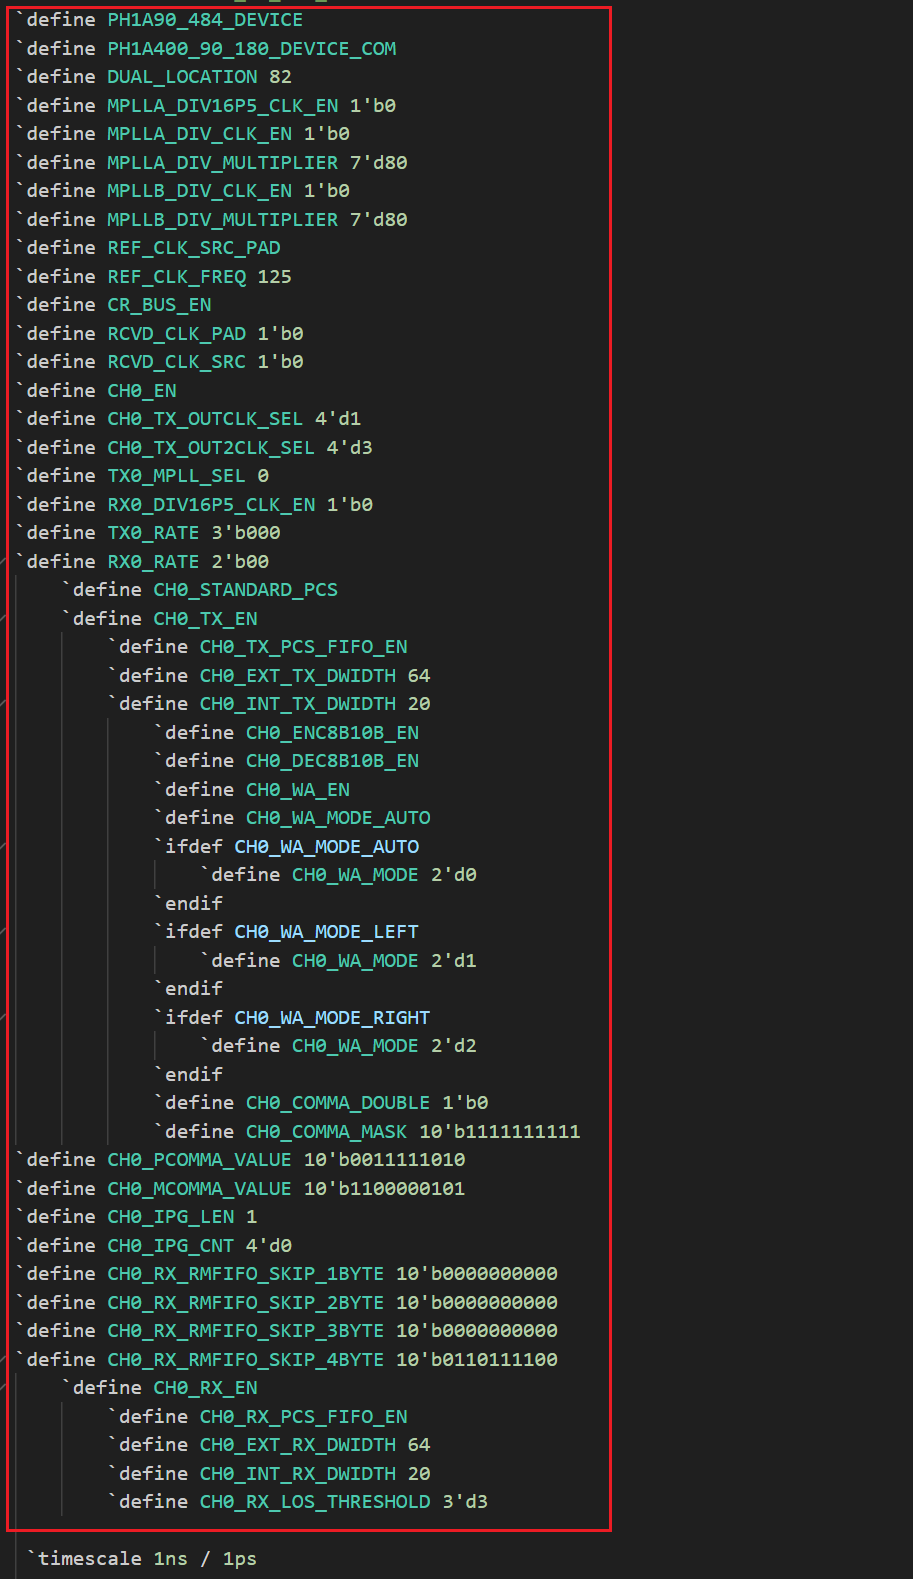 `define PH1A90_484_DEVICE
`define PH1A400_90_180_DEVICE_COM
`define DUAL_LOCATION 82
`define MPLLA_DIV16P5_CLK_EN 1'b0
`define MPLLA_DIV_CLK_EN 1'b0
`define MPLLA_DIV_MULTIPLIER 7'd80
`define MPLLB_DIV_CLK_EN 1'b0
`define MPLLB_DIV_MULTIPLIER 7'd80
`define REF_CLK_SRC_PAD
`define REF_CLK_FREQ 125
`define CR_BUS_EN
`define RCVD_CLK_PAD 1'b0
`define RCVD_CLK_SRC 1'b0
`define CH0_EN
`define CH0_TX_OUTCLK_SEL 4'd1
`define CH0_TX_OUT2CLK_SEL 4'd3
`define TX0_MPLL_SEL 0
`define RX0_DIV16P5_CLK_EN 1'b0
`define TX0_RATE 3'b000
`define RX0_RATE 2'b00
`define CH0_STANDARD_PCS
`define CH0_TX_EN
`define CH0_TX_PCS_FIFO_EN
`define CH0_EXT_TX_DWIDTH 64
`define CH0_INT_TX_DWIDTH 20
`define CH0_ENC8B10B_EN
`define CH0_DEC8B10B_EN
`define CH0_WA_EN
`define CH0_WA_MODE_AUTO
`ifdef CH0_WA_MODE_AUTO
`define CH0_WA_MODE 2'd0
`endif
`ifdef CH0_WA_MODE_LEFT
`define CH0_WA_MODE 2'd1
`endif
`ifdef CH0_WA_MODE_RIGHT
`define CH0_WA_MODE 2'd2
`endif
`define CH0_COMMA_DOUBLE 1'b0
`define CH0_COMMA_MASK 10'b1111111111
`define CH0_PCOMMA_VALUE 10'b0011111010
`define CH0_MCOMMA_VALUE 10'b1100000101
`define CH0_IPG_LEN 1
`define CH0_IPG_CNT 4'd0
`define CH0_RX_RMFIFO_SKIP_1BYTE 10'b0000000000
`define CH0_RX_RMFIFO_SKIP_2BYTE 10'b0000000000
`define CH0_RX_RMFIFO_SKIP_3BYTE 10'b0000000000
`define CH0_RX_RMFIFO_SKIP_4BYTE 10'b0110111100
`define CH0_RX_EN
`define CH0_RX_PCS_FIFO_EN
`define CH0_EXT_RX_DWIDTH 64
`define CH0_INT_RX_DWIDTH 20
`define CH0_RX_LOS_THRESHOLD 3'd3
`timescale 1ns / 1ps